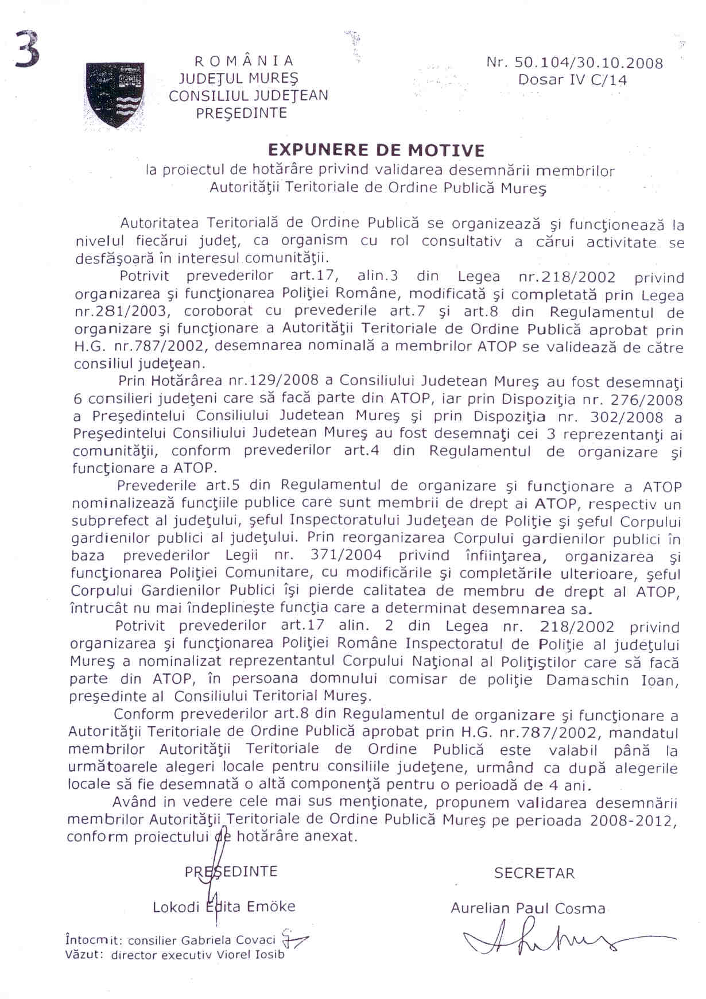 3
ROMÂNIA
JUDEŢUL MUREŞ
CONSILIUL JUDEŢEAN
PREŞEDINTE
Nr. 50.104/30.10.2008
Dosar IV C/14
EXPUNERE DE MOTIVE
la proiectul de hotărâre privind validarea desemnării membrilor
Autorităţii Teritoriale de Ordine Publică Mureş
Autoritatea Teritorială de Ordine Publică se organizează şi funcţionează la
nivelul fiecărui judeţ, ca organism cu rol consultativ a cărui activitate se
desfăşoară în interesul comunităţii.
Potrivit prevederilor art.17, alin.3 din Legea nr.218/2002 privind
organizarea şi funcţionarea Poliţiei Române, modificată şi completată prin Legea
nr.281/2003, coroborat cu prevederile art.7 şi art.8 din Regulamentul de
organizare şi funcţionare a Autorităţii Teritoriale de Ordine Publică aprobat prin
H.G. nr.787/2002, desemnarea nominală a membrilor ATOP se validează de către
consiliul judeţean.
Prin Hotărârea nr.129/2008 a Consiliului Judetean Mureş au fost desemnaţi
6 consilieri judeţeni care să facă parte din ATOP, iar prin Dispoziţia nr. 276/2008
a Preşedintelui Consiliului Judetean Mureş şi prin Dispoziţia nr. 302/2008 a
Preşedintelui Consiliului Judetean Mureş au fost desemnaţi cei 3 reprezentanţi ai
comunităţii, conform prevederilor art.4 din Regulamentul de organizare şi
funcţionare a ATOP.
Prevederile art.5 din Regulamentul de organizare şi funcţionare a ATOP
nominalizează funcţiile publice care sunt membrii de drept ai ATOP, respectiv un
subprefect al judeţului, şeful Inspectoratului Judeţean de Poliţie şi şeful Corpului
gardienilor publici al judeţului. Prin reorganizarea Corpului gardienilor publici în
baza prevederilor Legii nr. 371/2004 privind înfiinţarea, organizarea şi
funcţionarea Poliţiei Comunitare, cu modificările şi completările ulterioare, şeful
Corpului Gardienilor Publici îşi pierde calitatea de membru de drept al ATOP,
întrucât nu mai îndeplineşte funcţia care a determinat desemnarea sa.
Potrivit prevederilor art.17 alin. 2 din Legea nr. 218/2002 privind
organizarea şi funcţionarea Poliţiei Române Inspectoratul de Poliţie al judeţului
Mureş a nominalizat reprezentantul Corpului Naţional al Poliţiştilor care să facă
parte din ATOP, în persoana domnului comisar de poliţie Damaschin Ioan,
preşedinte al Consiliului Teritorial Mureş.
Conform prevederilor art.8 din Regulamentul de organizare şi funcţionare a
Autorităţii Teritoriale de Ordine Publică aprobat prin H.G. nr.787/2002, mandatul
membrilor Autorităţii Teritoriale de Ordine Publică este valabil până la
următoarele alegeri locale pentru consiliile judeţene, urmând ca după alegerile
locale să fie desemnată o altă componenţă pentru o perioadă de 4 ani.
Având in vedere cele mai sus menţionate, propunem validarea desemnării
membrilor Autorităţii Teritoriale de Ordine Publică Mureş pe perioada 2008-2012,
conform proiectului de hotărâre anexat.
PREŞEDINTE
SECRETAR
Lokodi Edita Emöke
Aurelian Paul Cosma
Întocmit: consilier Gabriela Covaci
Văzut: director executiv Viorel Iosib